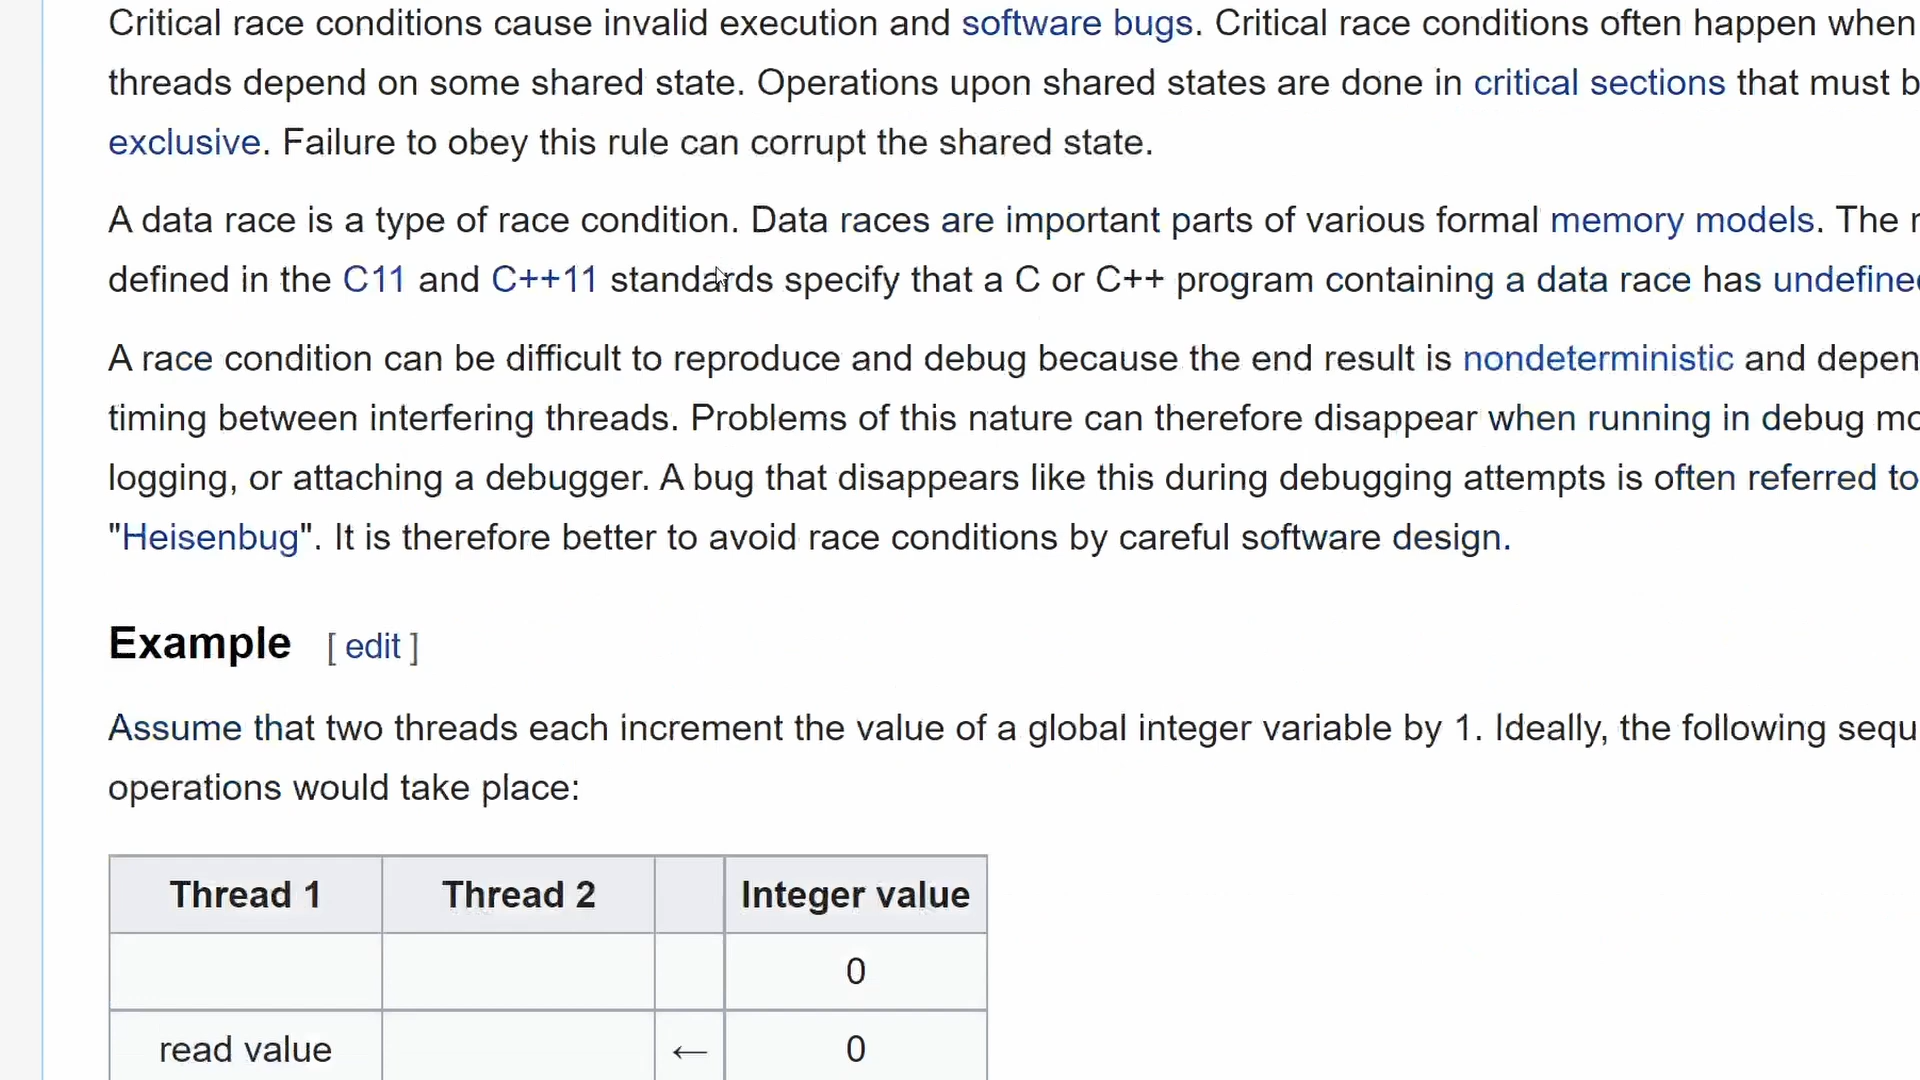 Critical race conditions cause invalid execution and software bugs. Critical race conditions often happen when
threads depend on some shared state. Operations upon shared states are done in critical sections that must
exclusive. Failure to obey this rule can corrupt the shared state.
A data race is a type of race condition. Data races are important parts of various formal memory models. The
defined in the C11 and C++11 standards specify that a C or C++ program containing a data race has
A race condition can be difficult to reproduce and debug because the end result is nondeterministic and
timing between interfering threads. Problems of this nature can therefore disappear when running in debug
logging, or attaching a debugger. A bug that disappears like this during debugging attempts is often referred to
"Heisenbug". It is therefore better to avoid race conditions by careful software design.
Example [ edit ]
Assume that two threads each increment the value of a global integer variable by 1. Ideally, the following
operations would take place:
Thread 1 Thread 2 Integer value
0
read value ← 0